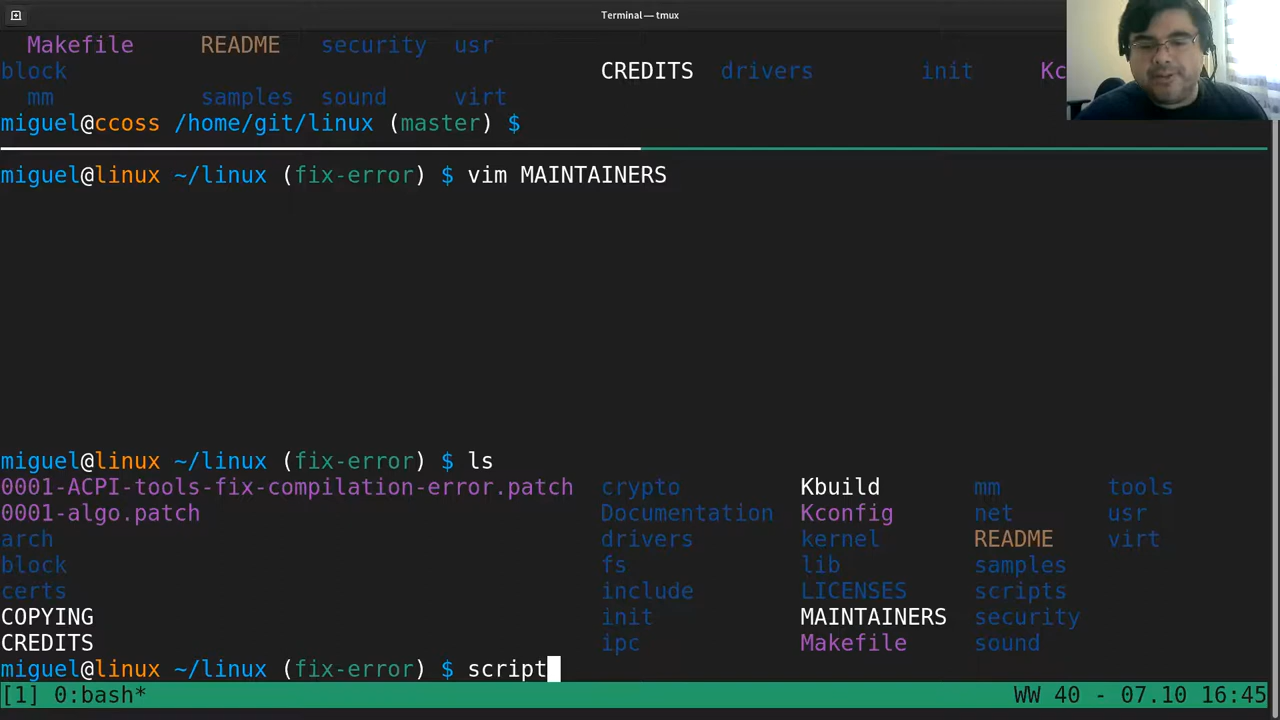 Terminal — tmux
Makefile README security usr
block CREDITS drivers init Kc
mm samples sound virt
miguel@ccoss /home/git/linux (master) $
miguel@linux ~/linux (fix-error) $ vim MAINTAINERS
miguel@linux ~/linux (fix-error) $ ls
0001-ACPI-tools-fix-compilation-error.patch crypto Kbuild mm tools
0001-algo.patch Documentation Kconfig net usr
arch drivers kernel README virt
block fs lib samples
certs include LICENSES scripts
COPYING init MAINTAINERS security
CREDITS ipc Makefile sound
miguel@linux ~/linux (fix-error) $ script
[1] 0:bash* WW 40 - 07.10 16:45